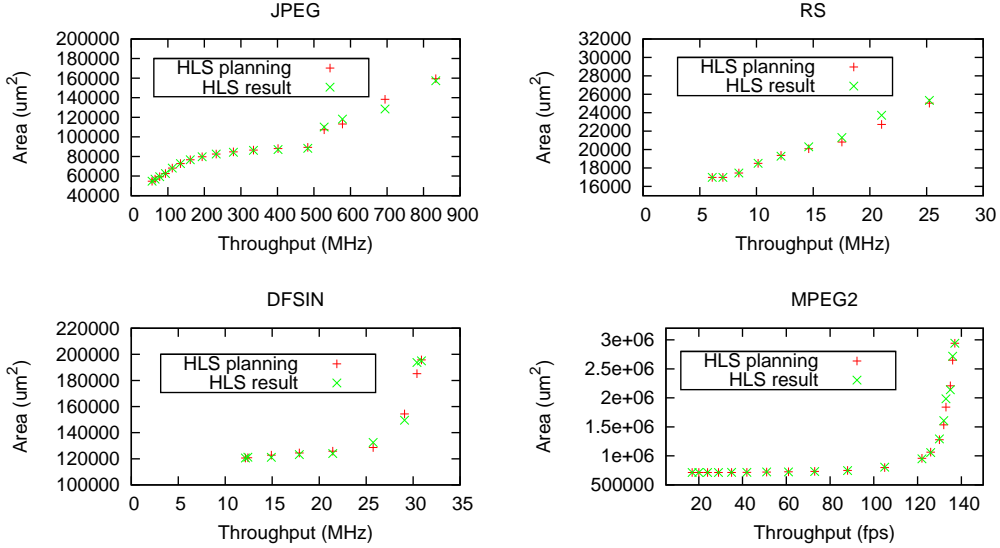 JPEG
200000
180000
160000
140000
120000
100000
80000
60000
40000
Area (um²)
HLS planning
HLS result
0 100 200 300 400 500 600 700 800 900
Throughput (MHz)
RS
32000
30000
28000
26000
24000
22000
20000
18000
16000
Area (um²)
HLS planning
HLS result
0 5 10 15 20 25 30
Throughput (MHz)
DFSIN
220000
200000
180000
160000
140000
120000
100000
Area (um²)
HLS planning
HLS result
0 5 10 15 20 25 30 35
Throughput (MHz)
MPEG2
3e+06
2.5e+06
2e+06
1.5e+06
1e+06
500000
Area (um²)
HLS planning
HLS result
20 40 60 80 100 120 140
Throughput (fps)